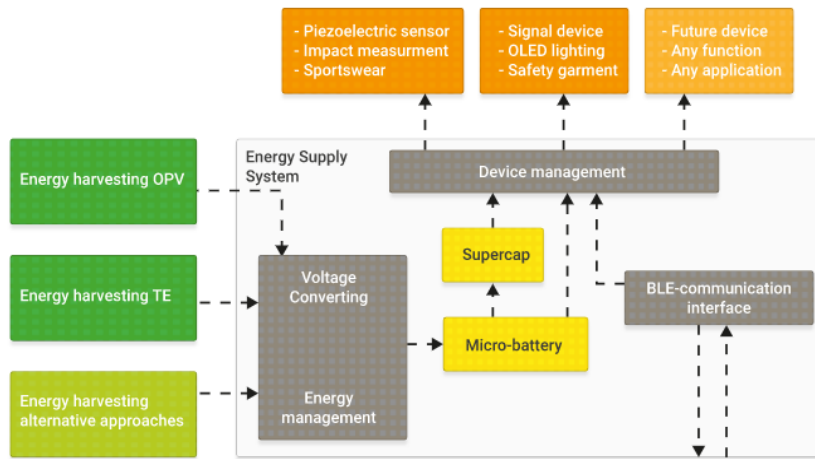 - Piezoelectric sensor
- Impact measurment
- Sportswear
- Signal device
- OLED lighting
- Safety garment
- Future device
- Any function
- Any application
Energy harvesting OPV
Energy Supply
System
Device management
Supercap
Energy harvesting TE
Voltage
Converting
BLE-communication
interface
Micro-battery
Energy harvesting
alternative approaches
Energy
management